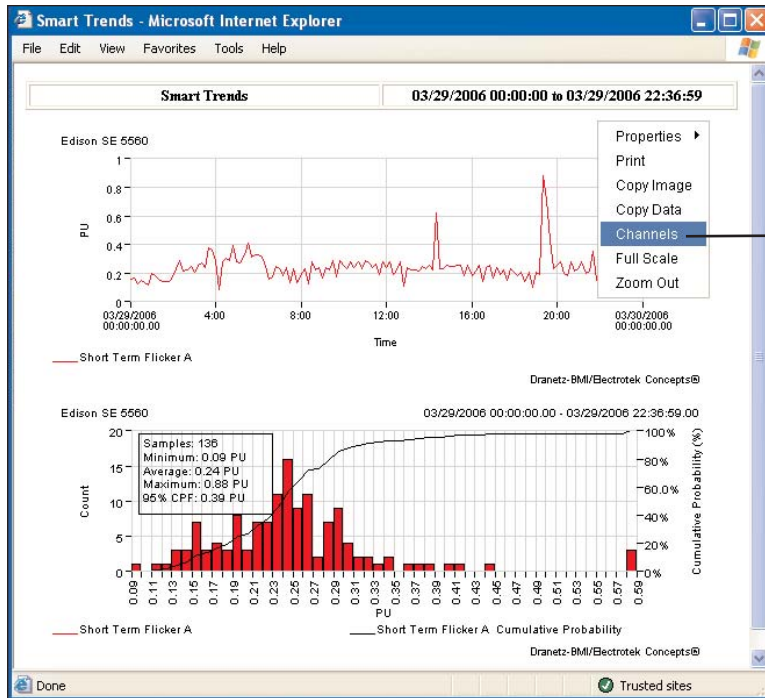 Smart Trends - Microsoft Internet Explorer
File Edit View Favorites Tools Help
Smart Trends
03/29/2006 00:00:00 to 03/29/2006 22:36:59
Edison SE 5560
Properties
Print
Copy Image
Copy Data
Channels
Full Scale
Zoom Out
PU
1
0.8
0.6
0.4
0.2
0
03/29/2006 00:00:00.00
4:00
8:00
12:00
16:00
20:00
03/30/2006 00:00:00.00
Time
Short Term Flicker A
Dranetz-BMI/Electrotek Concepts®
Edison SE 5560
03/29/2006 00:00:00.00 - 03/29/2006 22:36:59.00
Samples: 136
Minimum: 0.09 PU
Average: 0.24 PU
Maximum: 0.88 PU
95% CPF: 0.39 PU
Count
20
15
10
5
0
100%
80%
60.0%
40%
20%
0%
Cumulative Probability (%)
0.09 0.11 0.13 0.15 0.17 0.19 0.21 0.23 0.25 0.27 0.29 0.31 0.33 0.35 0.37 0.39 0.41 0.43 0.45 0.47 0.49 0.51 0.53 0.55 0.57 0.59
PU
Short Term Flicker A
Short Term Flicker A Cumulative Probability
Dranetz-BMI/Electrotek Concepts®
Done
Trusted sites